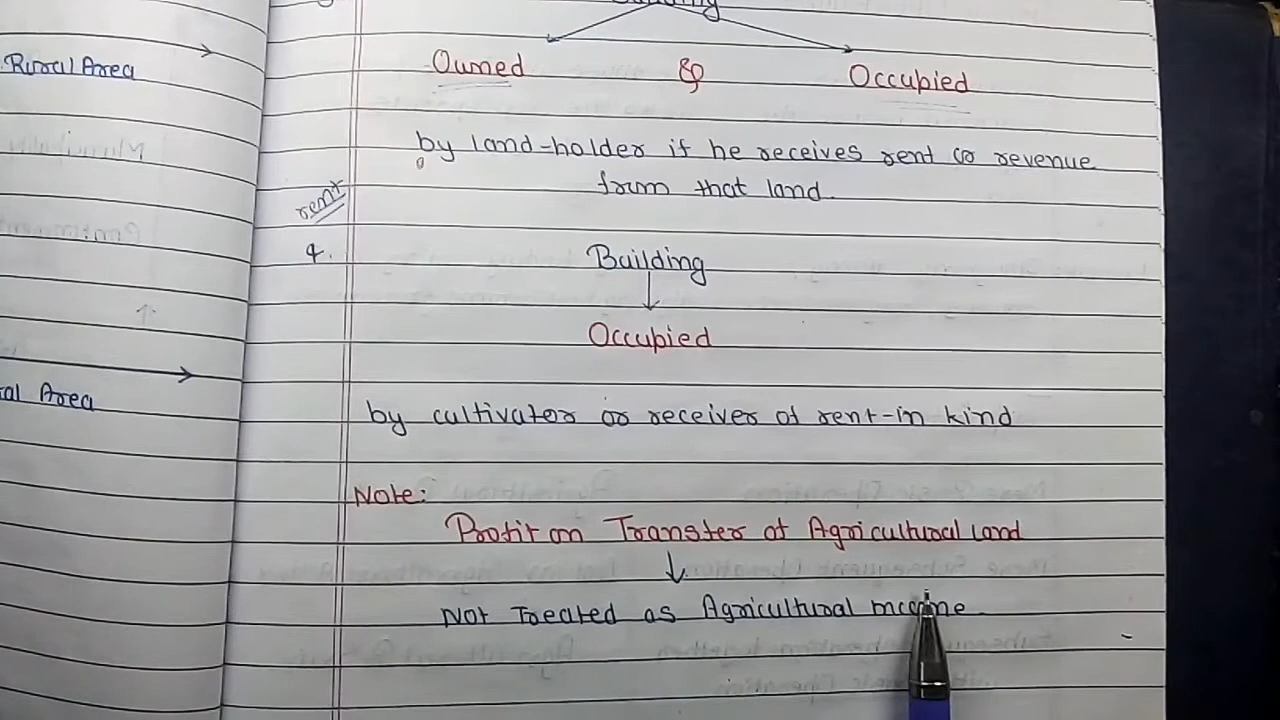 Rural Area
al Area
Building
Owned & Occupied
by land-holder if he receives rent or revenue
from that land.
rent
4.
Building
Occupied
by cultivator or receiver of rent-in kind
Note:
Profit on Transfer of Agricultural Land
Not Treated as Agricultural income